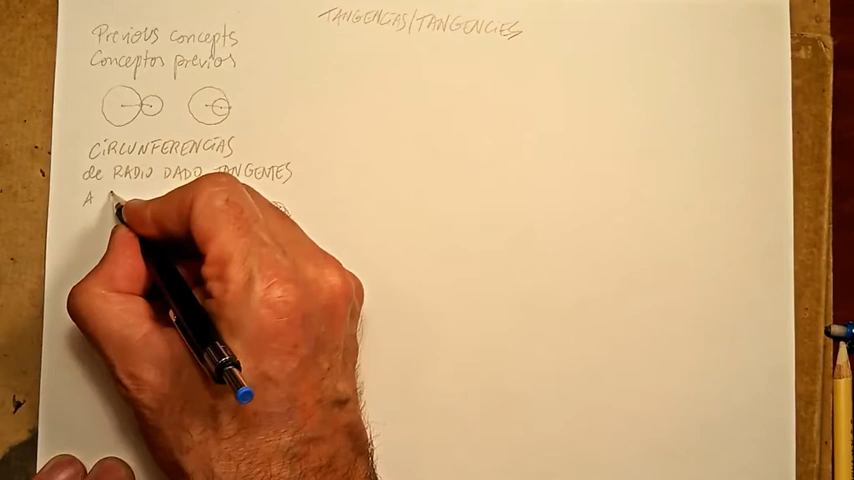 TANGENCIAS/TANGENCIES
Previous concepts
Conceptos previos
CIRCUNFERENCIAS
de RADIO DADO TANGENTES
A